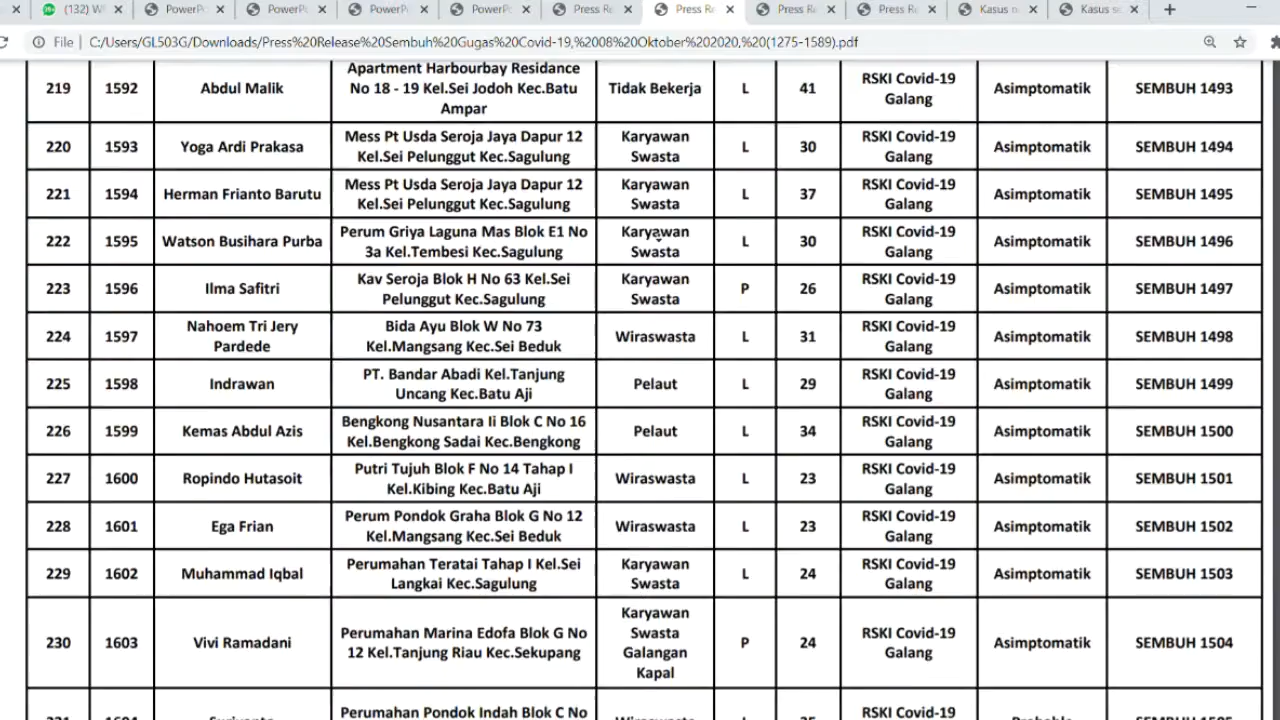 (132) W
PowerP
PowerP
PowerP
PowerP
Press Re
Press Re
Press Re
Press Re
Kasus
Kasus
File | C:/Users/GL503G/Downloads/Press%20Release%20Sembuh%20Gugas%20Covid-19,%2008%20Oktober%202020,%20(1275-1589).pdf
219 1592 Abdul Malik Apartment Harbourbay Residance No 18 - 19 Kel.Sei Jodoh Kec.Batu Ampar Tidak Bekerja L 41 RSKI Covid-19 Galang Asimptomatik SEMBUH 1493
220 1593 Yoga Ardi Prakasa Mess Pt Usda Seroja Jaya Dapur 12 Kel.Sei Pelunggut Kec.Sagulung Karyawan Swasta L 30 RSKI Covid-19 Galang Asimptomatik SEMBUH 1494
221 1594 Herman Frianto Barutu Mess Pt Usda Seroja Jaya Dapur 12 Kel.Sei Pelunggut Kec.Sagulung Karyawan Swasta L 37 RSKI Covid-19 Galang Asimptomatik SEMBUH 1495
222 1595 Watson Busihara Purba Perum Griya Laguna Mas Blok E1 No 3a Kel.Tembesi Kec.Sagulung Karyawan Swasta L 30 RSKI Covid-19 Galang Asimptomatik SEMBUH 1496
223 1596 Ilma Safitri Kav Seroja Blok H No 63 Kel.Sei Pelunggut Kec.Sagulung Karyawan Swasta P 26 RSKI Covid-19 Galang Asimptomatik SEMBUH 1497
224 1597 Nahoem Tri Jery Pardede Bida Ayu Blok W No 73 Kel.Mangsang Kec.Sei Beduk Wiraswasta L 31 RSKI Covid-19 Galang Asimptomatik SEMBUH 1498
225 1598 Indrawan PT. Bandar Abadi Kel.Tanjung Uncang Kec.Batu Aji Pelaut L 29 RSKI Covid-19 Galang Asimptomatik SEMBUH 1499
226 1599 Kemas Abdul Azis Bengkong Nusantara Ii Blok C No 16 Kel.Bengkong Sadai Kec.Bengkong Pelaut L 34 RSKI Covid-19 Galang Asimptomatik SEMBUH 1500
227 1600 Ropindo Hutasoit Putri Tujuh Blok F No 14 Tahap I Kel.Kibing Kec.Batu Aji Wiraswasta L 23 RSKI Covid-19 Galang Asimptomatik SEMBUH 1501
228 1601 Ega Frian Perum Pondok Graha Blok G No 12 Kel.Mangsang Kec.Sei Beduk Wiraswasta L 23 RSKI Covid-19 Galang Asimptomatik SEMBUH 1502
229 1602 Muhammad Iqbal Perumahan Teratai Tahap I Kel.Sei Langkai Kec.Sagulung Karyawan Swasta L 24 RSKI Covid-19 Galang Asimptomatik SEMBUH 1503
230 1603 Vivi Ramadani Perumahan Marina Edofa Blok G No 12 Kel.Tanjung Riau Kec.Sekupang Karyawan Swasta Galangan Kapal P 24 RSKI Covid-19 Galang Asimptomatik SEMBUH 1504
Perumahan Pondok Indah Blok C No RSKI Covid-19